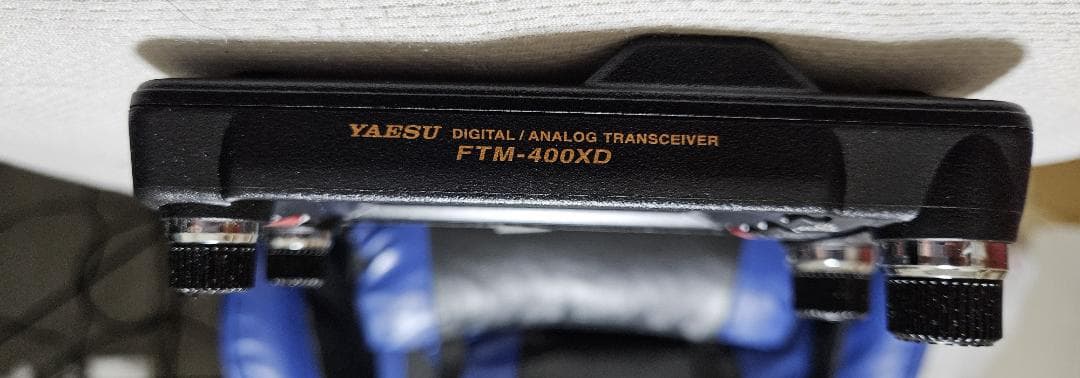 YAESU DIGITAL / ANALOG TRANSCEIVER
FTM-400XD